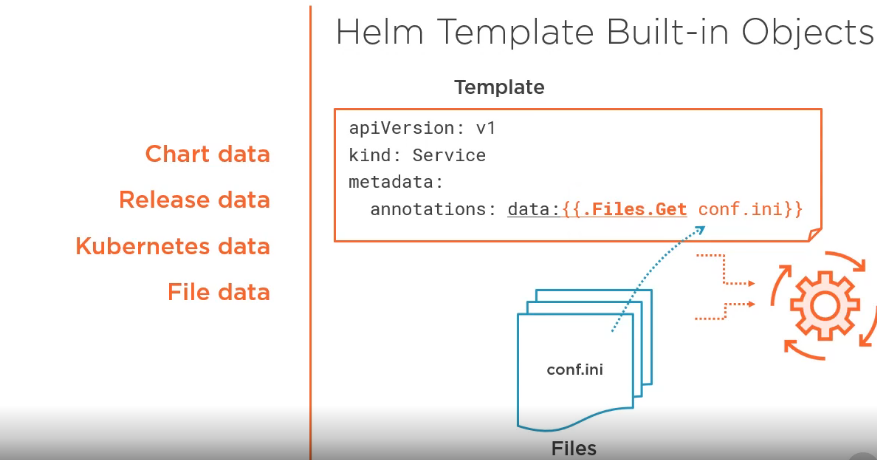 Helm Template Built-in Objects
Chart data
Release data
Kubernetes data
File data
Template
apiVersion: v1
kind: Service
metadata:
  annotations: data:{{.Files.Get conf.ini}}
conf.ini
Files